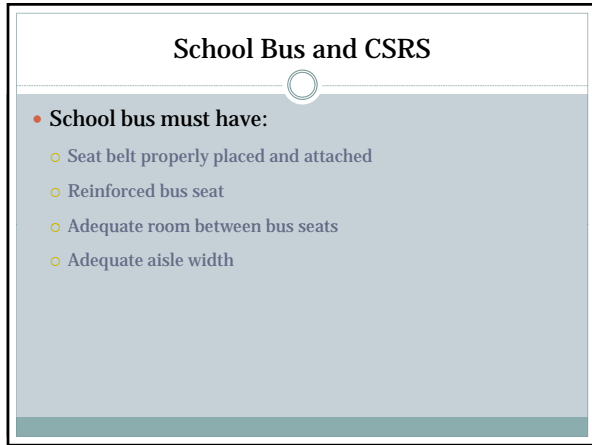 School Bus and CSRS
• School bus must have:
○ Seat belt properly placed and attached
○ Reinforced bus seat
○ Adequate room between bus seats
○ Adequate aisle width